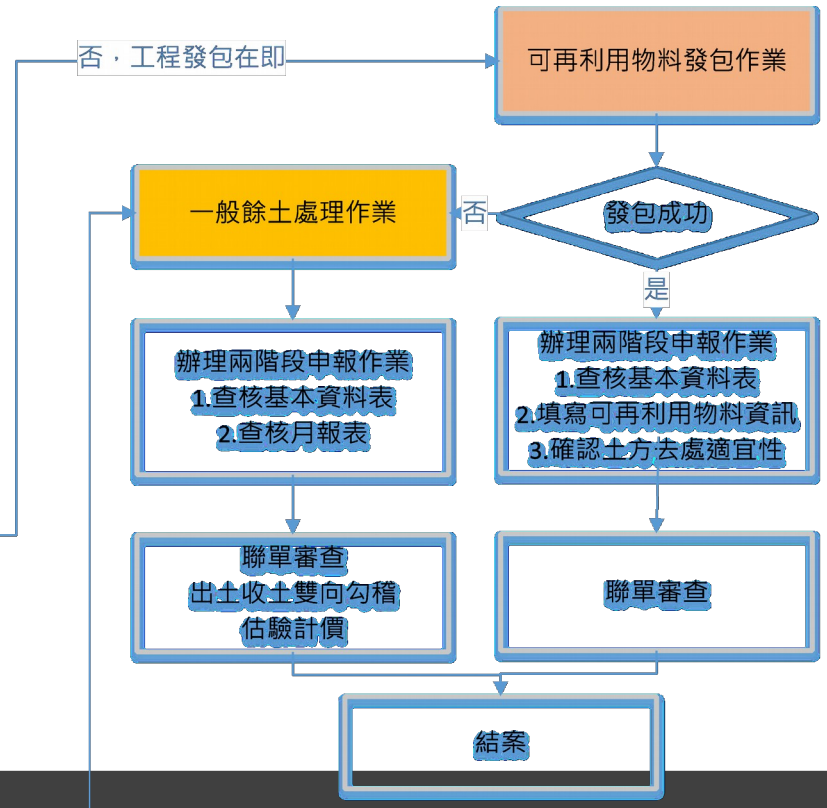 否，工程發包在即
可再利用物料發包作業
一般餘土處理作業
否
發包成功
是
辦理兩階段申報作業
1.查核基本資料表
2.查核月報表
辦理兩階段申報作業
1.查核基本資料表
2.填寫可再利用物料資訊
3.確認土方去處適宜性
聯單審查
出土收土雙向勾稽
估驗計價
聯單審查
結案